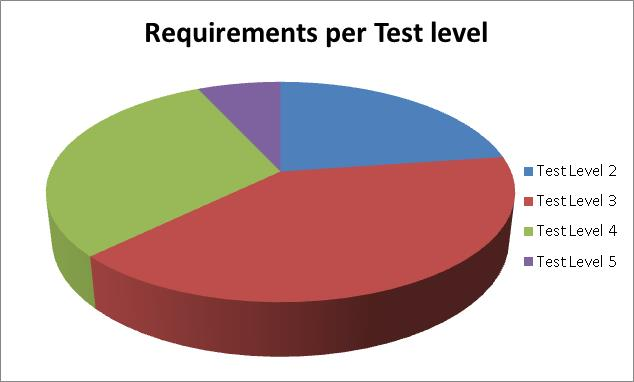 Requirements per Test level
Test Level 2
Test Level 3
Test Level 4
Test Level 5